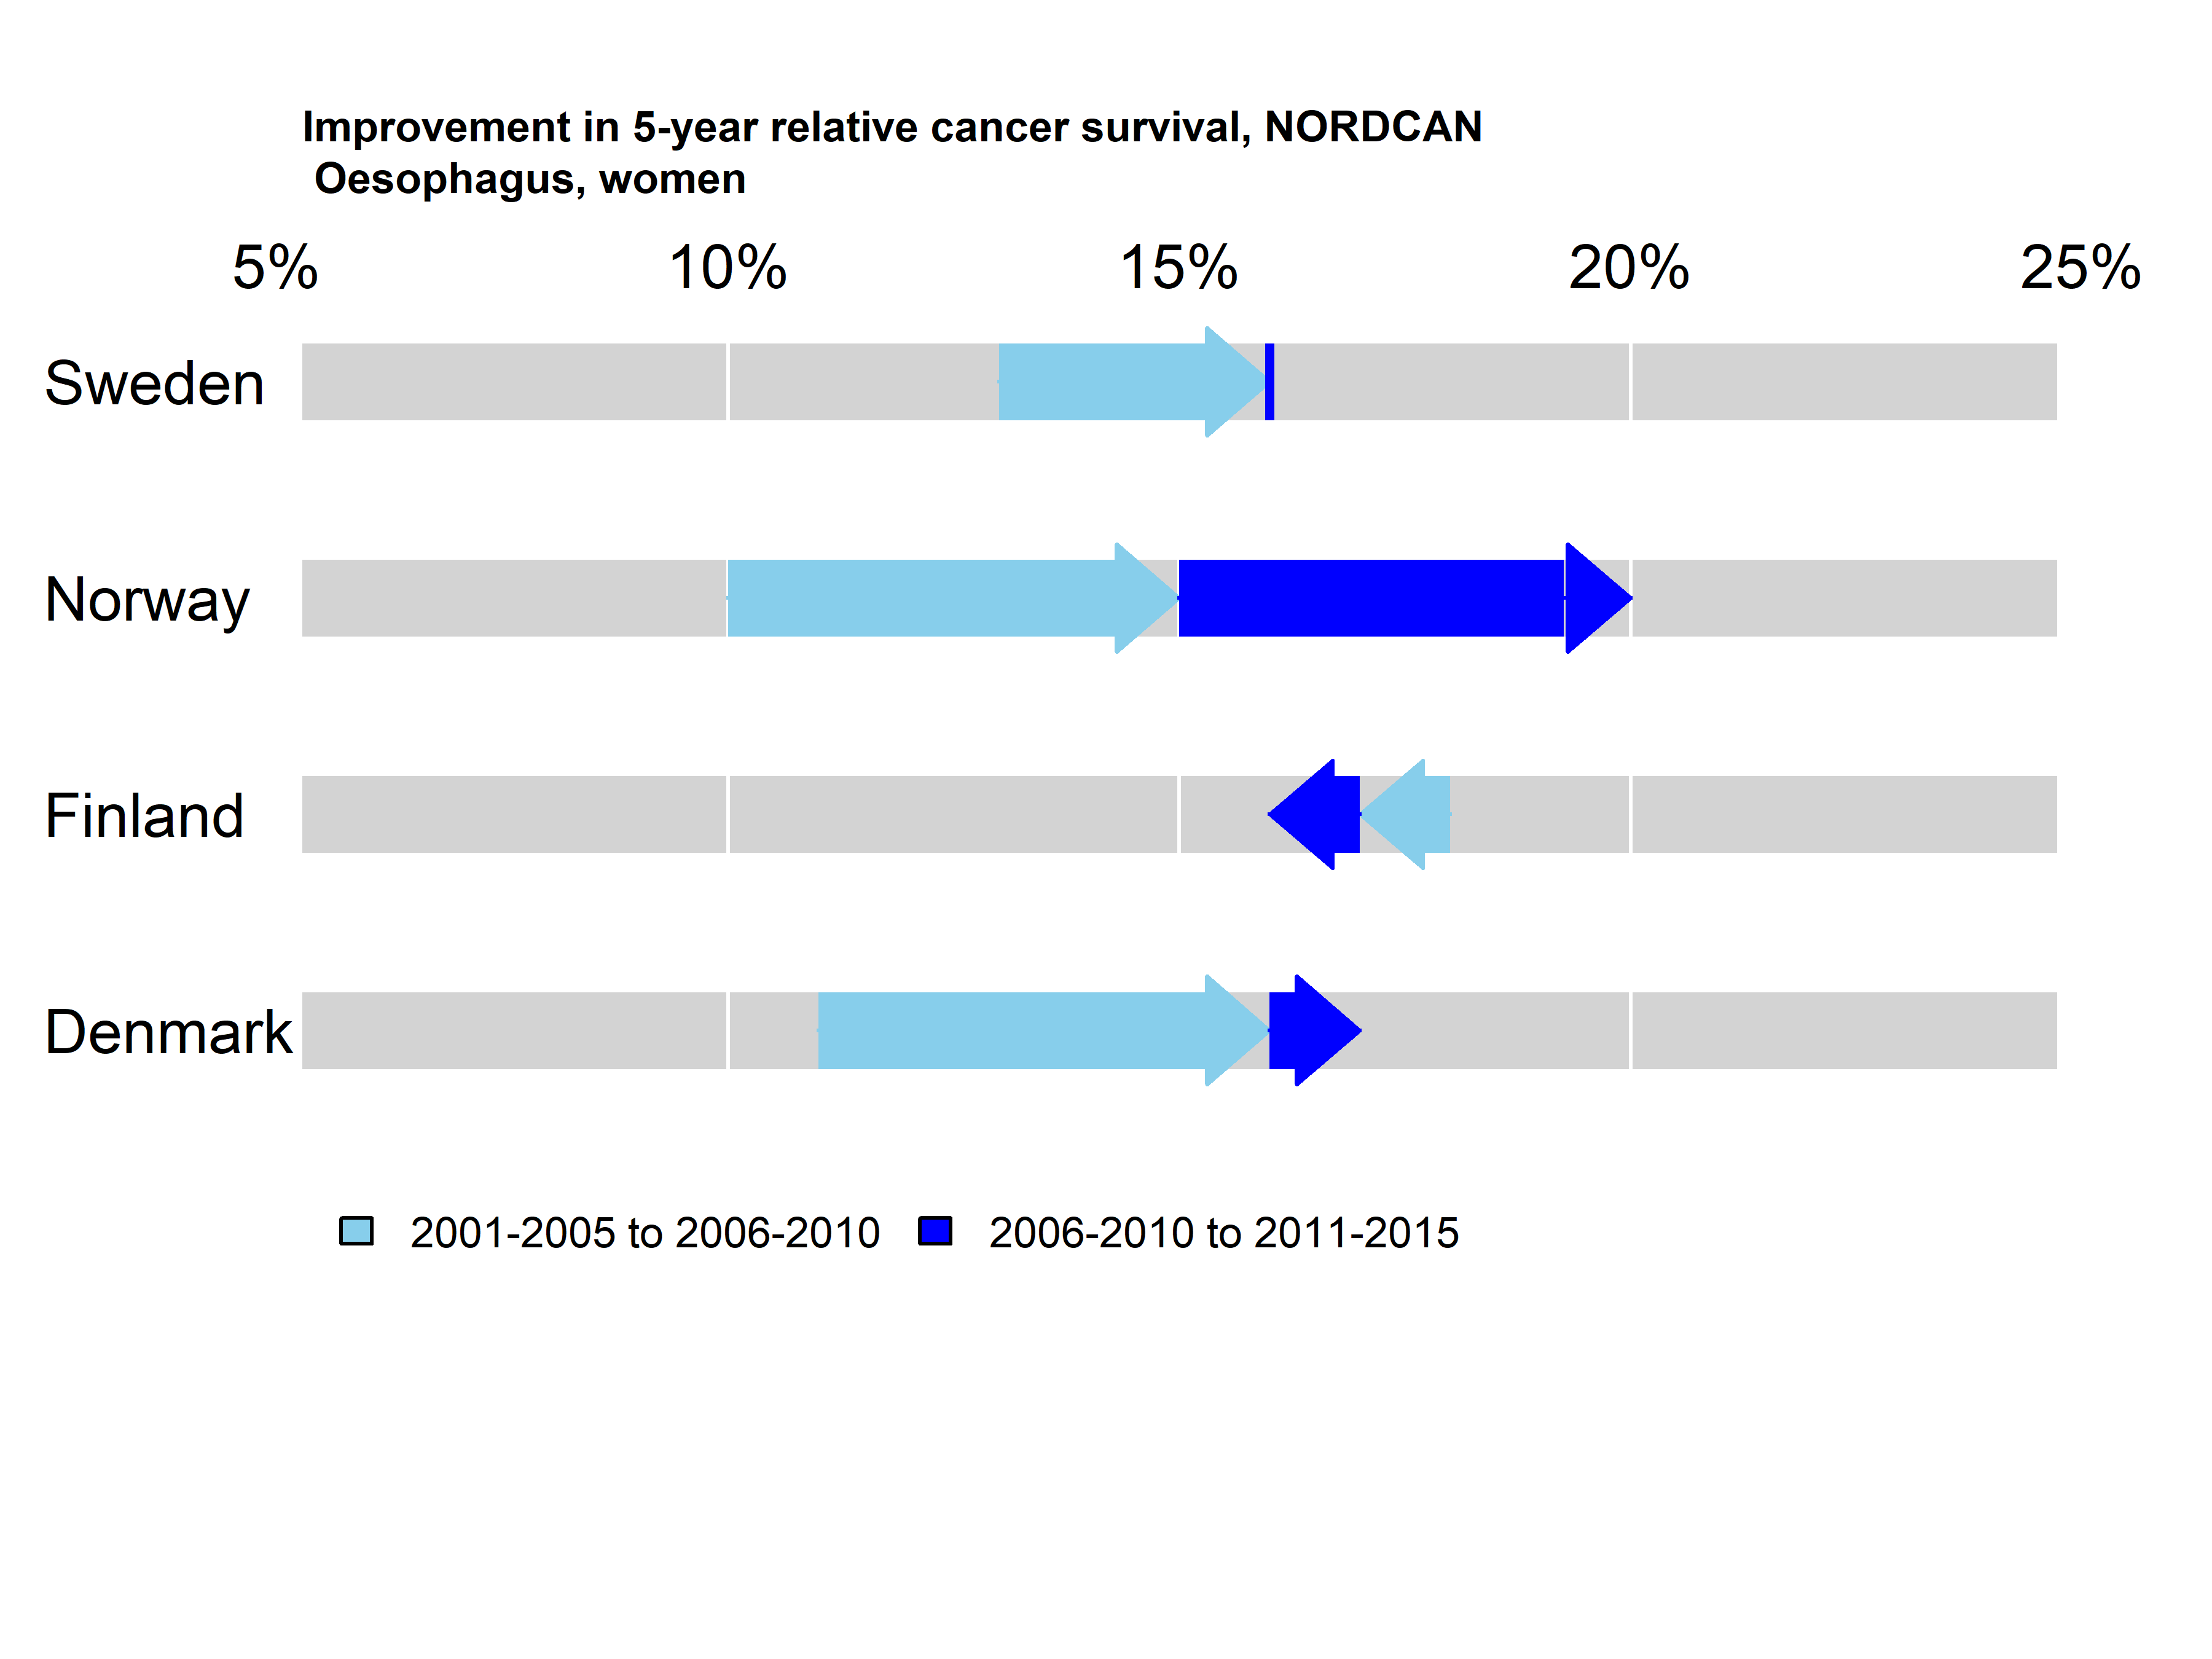 Improvement in 5-year relative cancer survival, NORDCAN
Oesophagus, women
5% 10% 15% 20% 25%
Sweden
Norway
Finland
Denmark
2001-2005 to 2006-2010 2006-2010 to 2011-2015